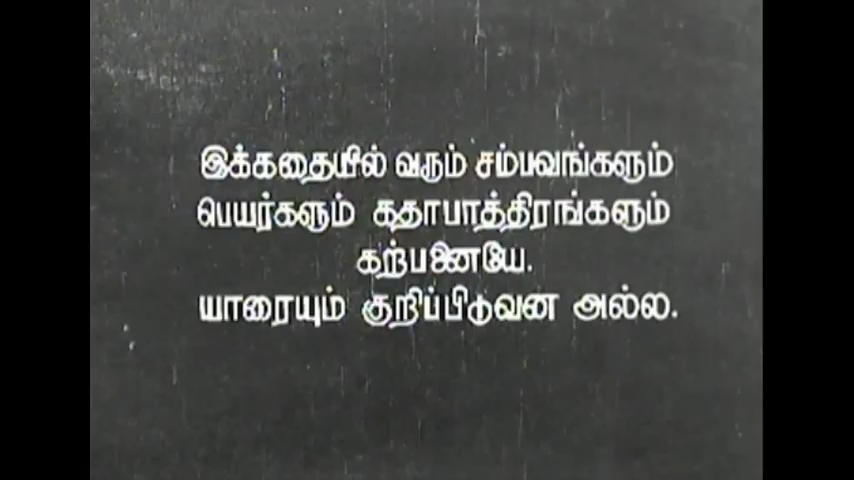 இக்கதையில் வரும் சம்பவங்களும்
பெயர்களும் கதாபாத்திரங்களும்
கற்பனையே.
யாரையும் குறிப்பிடுவன அல்ல.